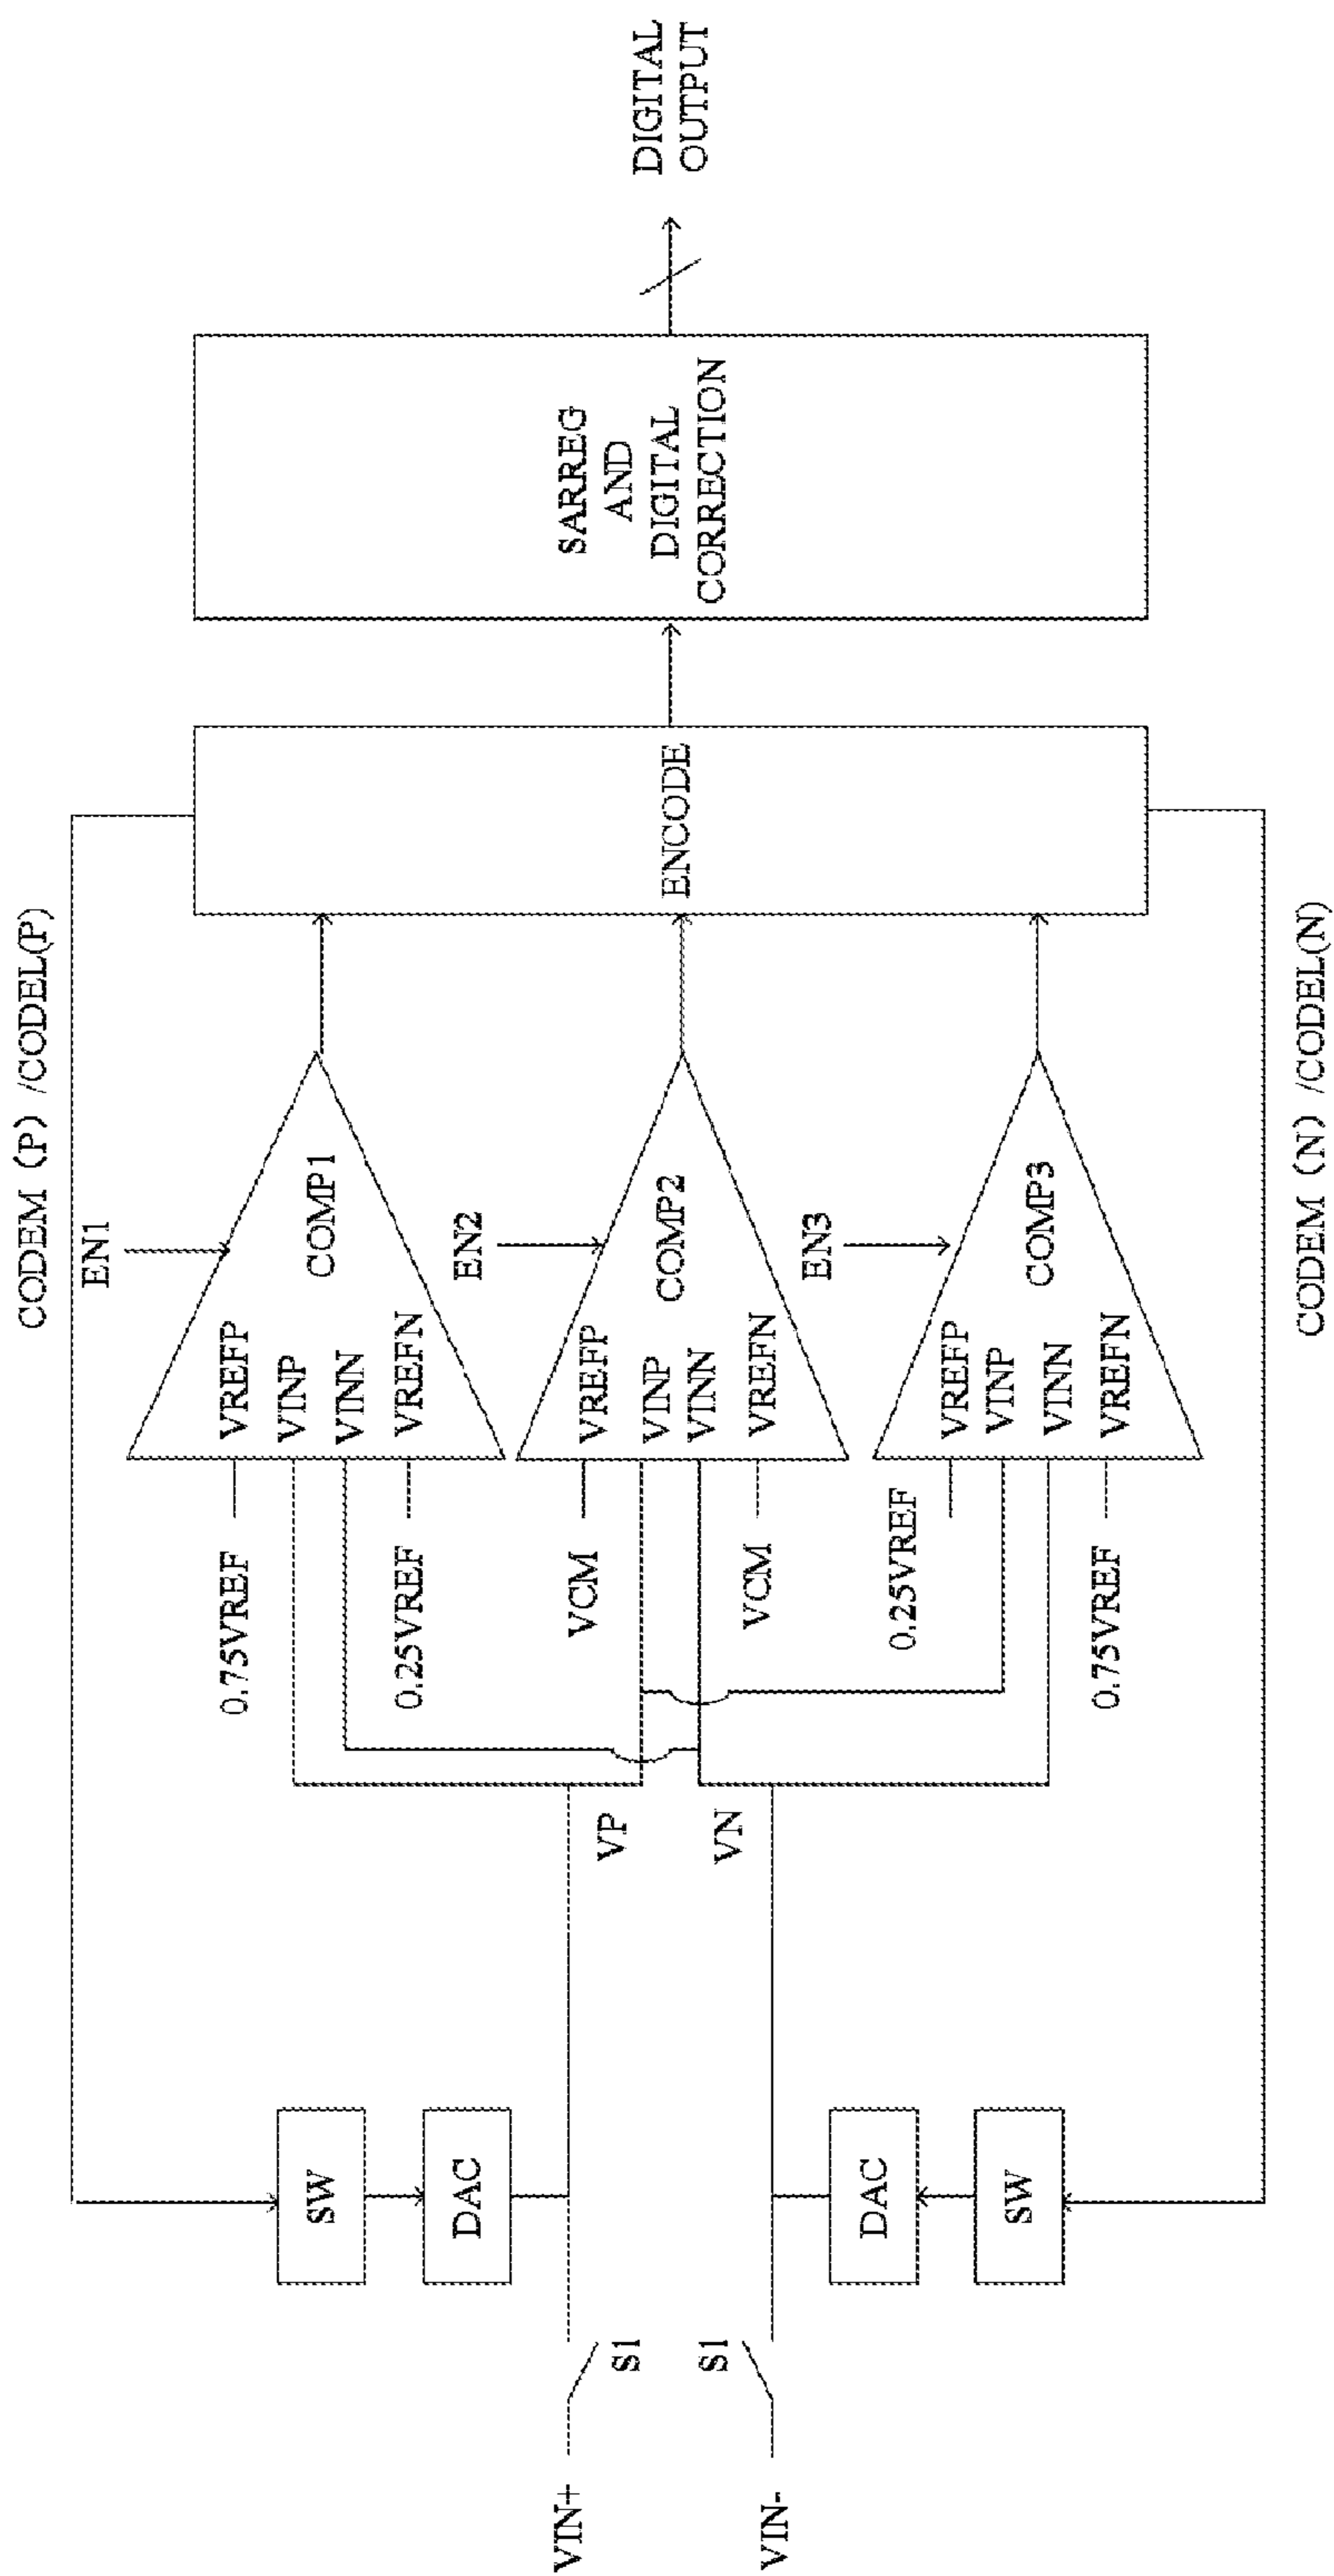 CODEM (P) /CODEL(P)
EN1
SW
DAC
0.75VREF
0.25VREF
VREFP
VINP
VINN
VREFN
COMP1
EN2
VIN+
S1
VP
VCM
VCM
VREFP
VINP
VINN
VREFN
COMP2
ENCODE
SARREG
AND
DIGITAL
CORRECTION
DIGITAL
OUTPUT
VIN-
S1
VN
EN3
0.25VREF
0.75VREF
VREFP
VINP
VINN
VREFN
COMP3
DAC
SW
CODEM (N) /CODEL(N)